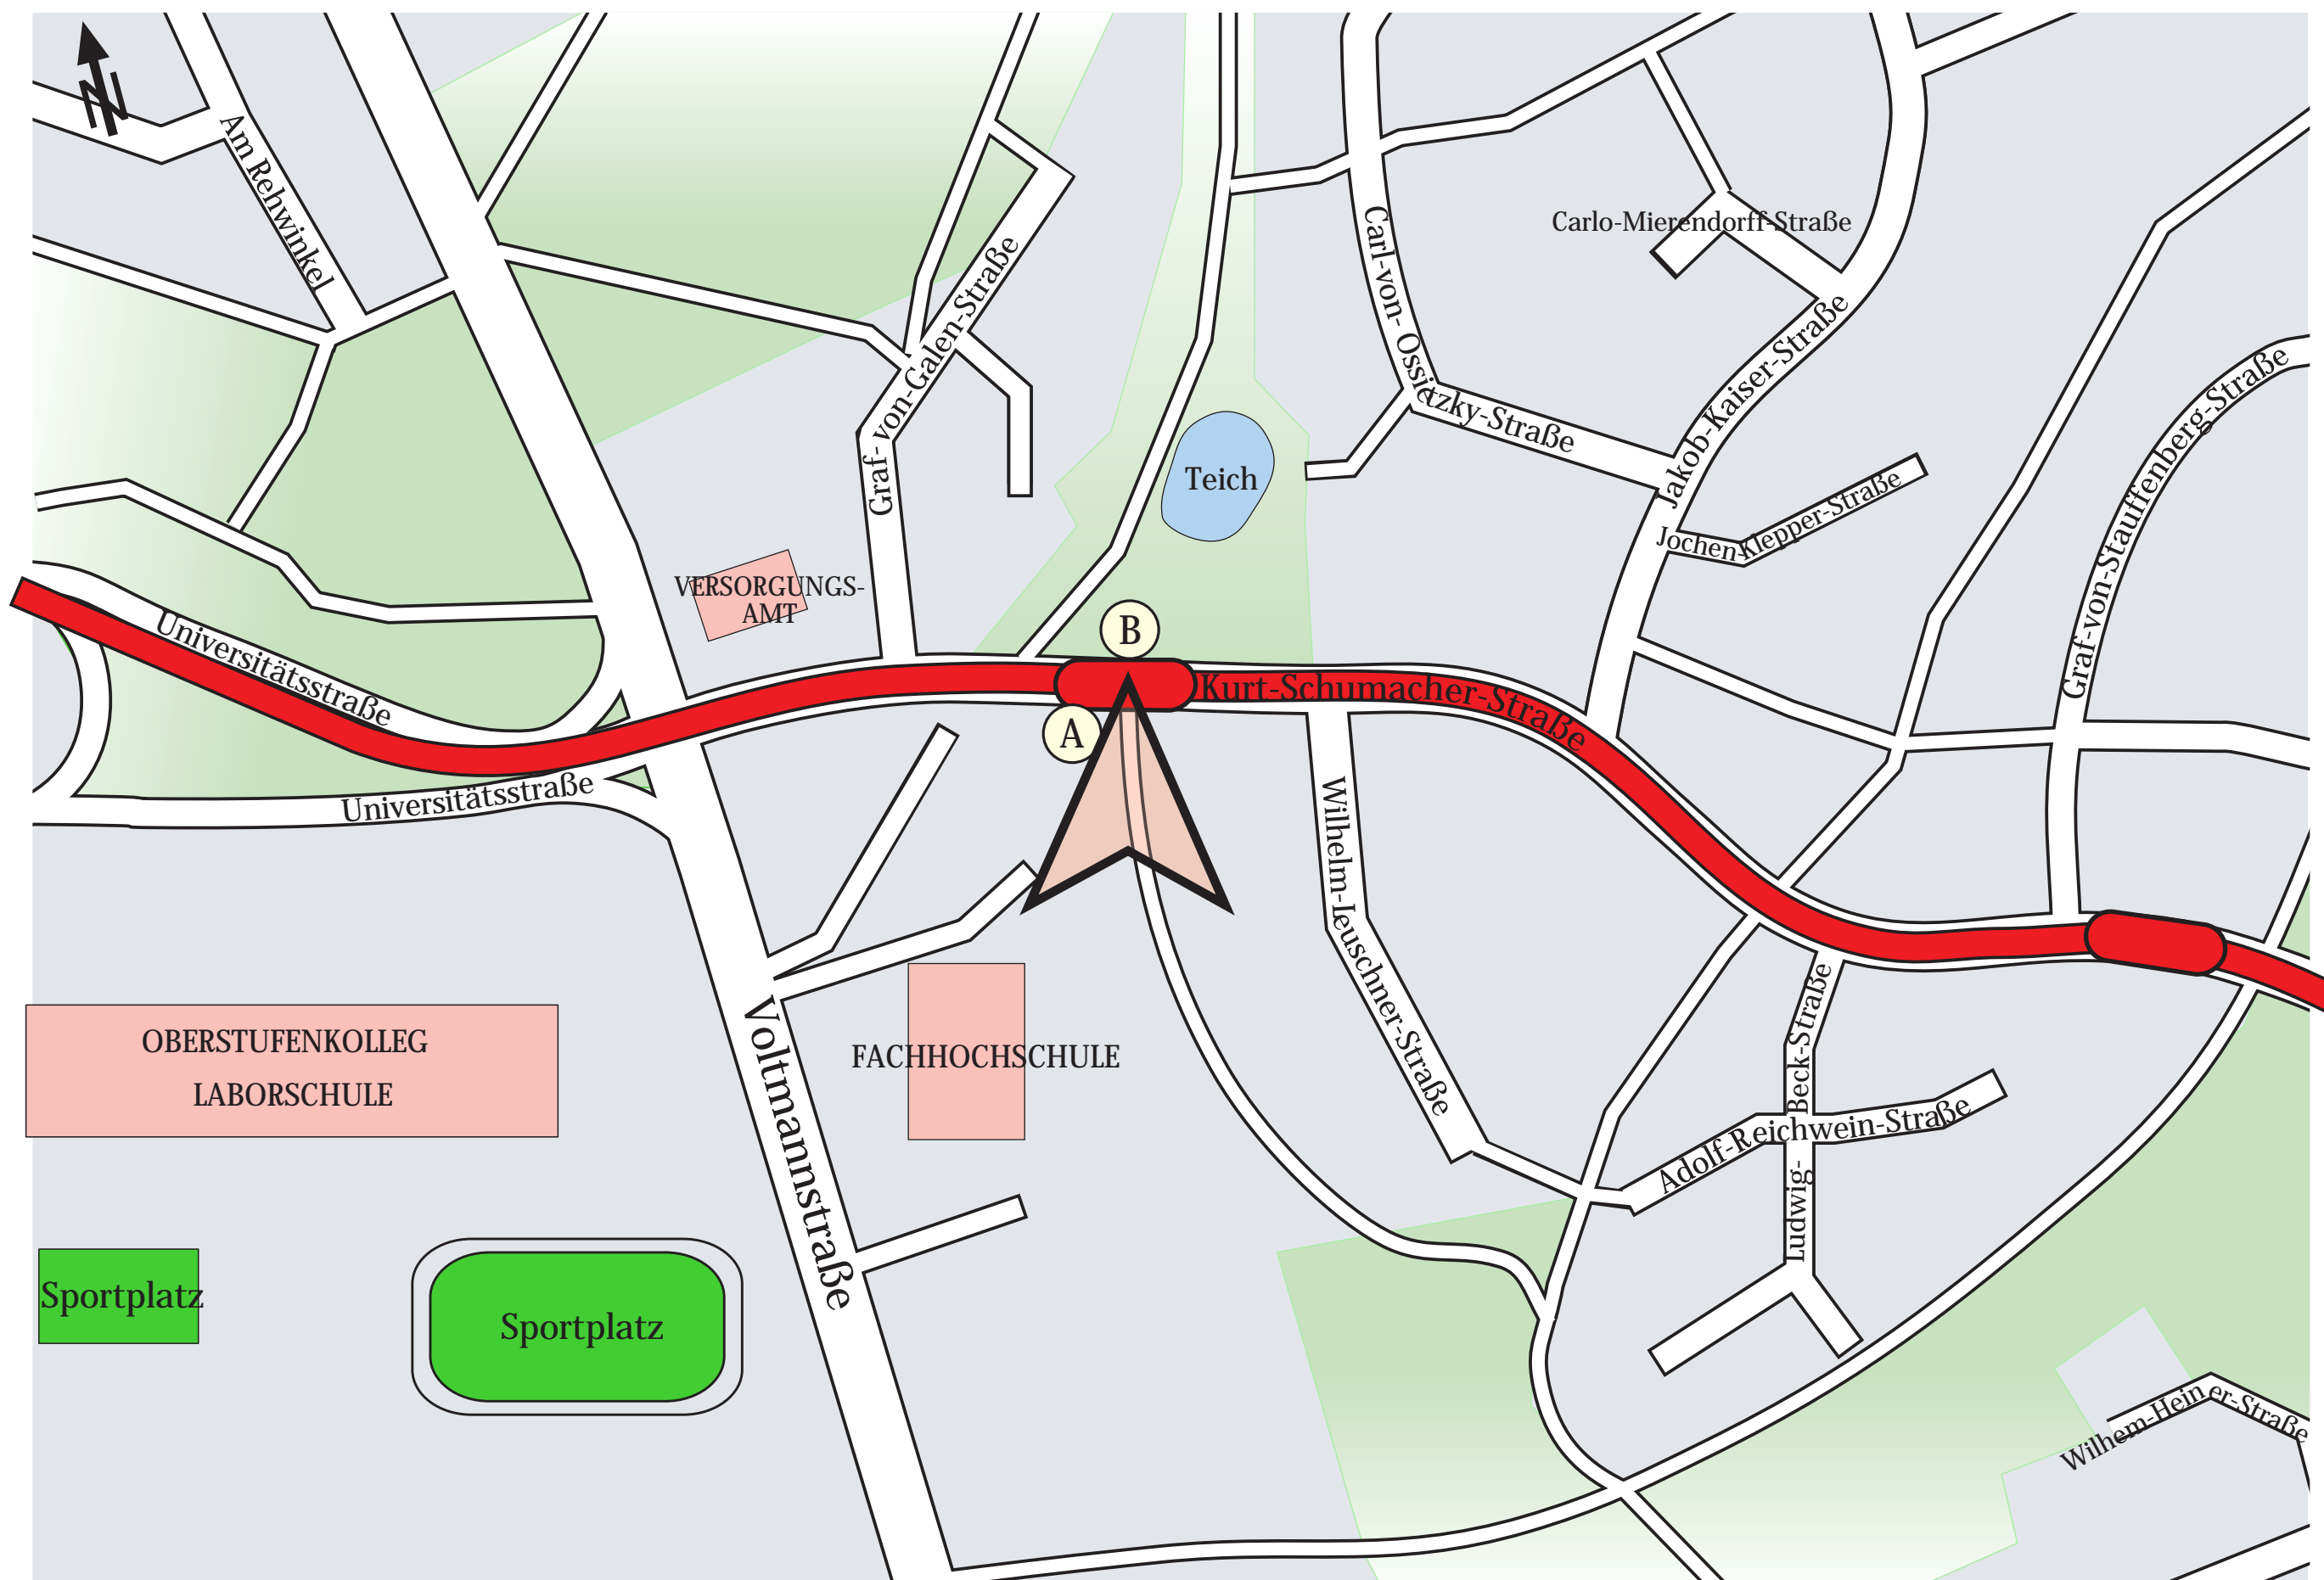 N
Am Rehwinkel
Graf-von-Galen-Straße
Carl-von-Ossietzky-Straße
Carlo-Mierendorff-Straße
Jakob-Kaiser-Straße
Jochen-Klepper-Straße
Graf-von-Stauffenberg-Straße
Teich
VERSORGUNGS-
AMT
B
A
Universitätsstraße
Universitätsstraße
Kurt-Schumacher-Straße
Wilhelm-leuschner-Straße
Voltmannstraße
OBERSTUFENKOLLEG
LABORSCHULE
FACHHOCHSCHULE
Ludwig-Beck-Straße
Adolf-Reichwein-Straße
Sportplatz
Sportplatz
Wilhem-Heiner-Straße